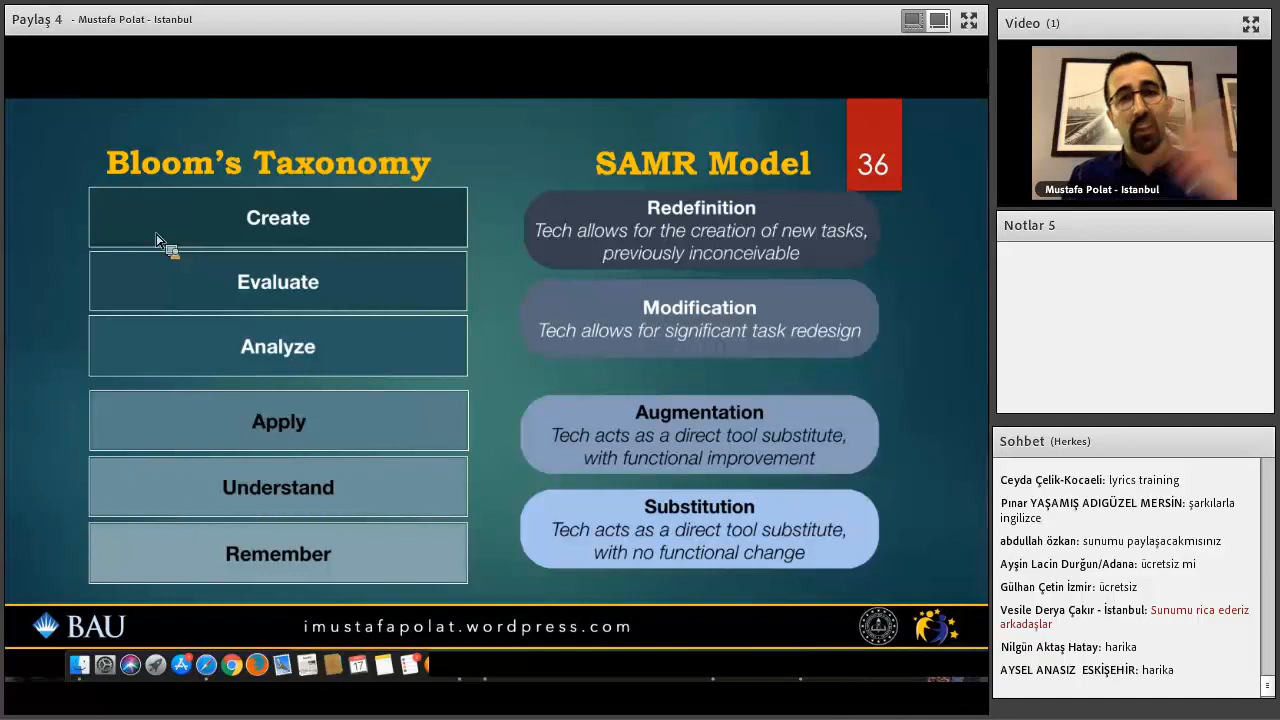 Paylaş 4 - Mustafa Polat - Istanbul
Bloom's Taxonomy
Create
Evaluate
Analyze
Apply
Understand
Remember
SAMR Model
36
Redefinition
Tech allows for the creation of new tasks,
previously inconceivable
Modification
Tech allows for significant task redesign
Augmentation
Tech acts as a direct tool substitute,
with functional improvement
Substitution
Tech acts as a direct tool substitute,
with no functional change
BAU
imustafapolat.wordpress.com
17
Video (1)
Mustafa Polat - Istanbul
Notlar 5
Sohbet (Herkes)
Ceyda Çelik-Kocaeli: lyrics training
Pınar YAŞAMIŞ ADIGÜZEL MERSİN: şarkılarla
ingilizce
abdullah özkan: sunumu paylaşacakmısınız
Ayşin Lacin Durğun/Adana: ücretsiz mi
Gülhan Çetin İzmir: ücretsiz
Vesile Derya Çakır - İstanbul: Sunumu rica ederiz
arkadaşlar
Nilgün Aktaş Hatay: harika
AYSEL ANASIZ ESKİŞEHİR: harika